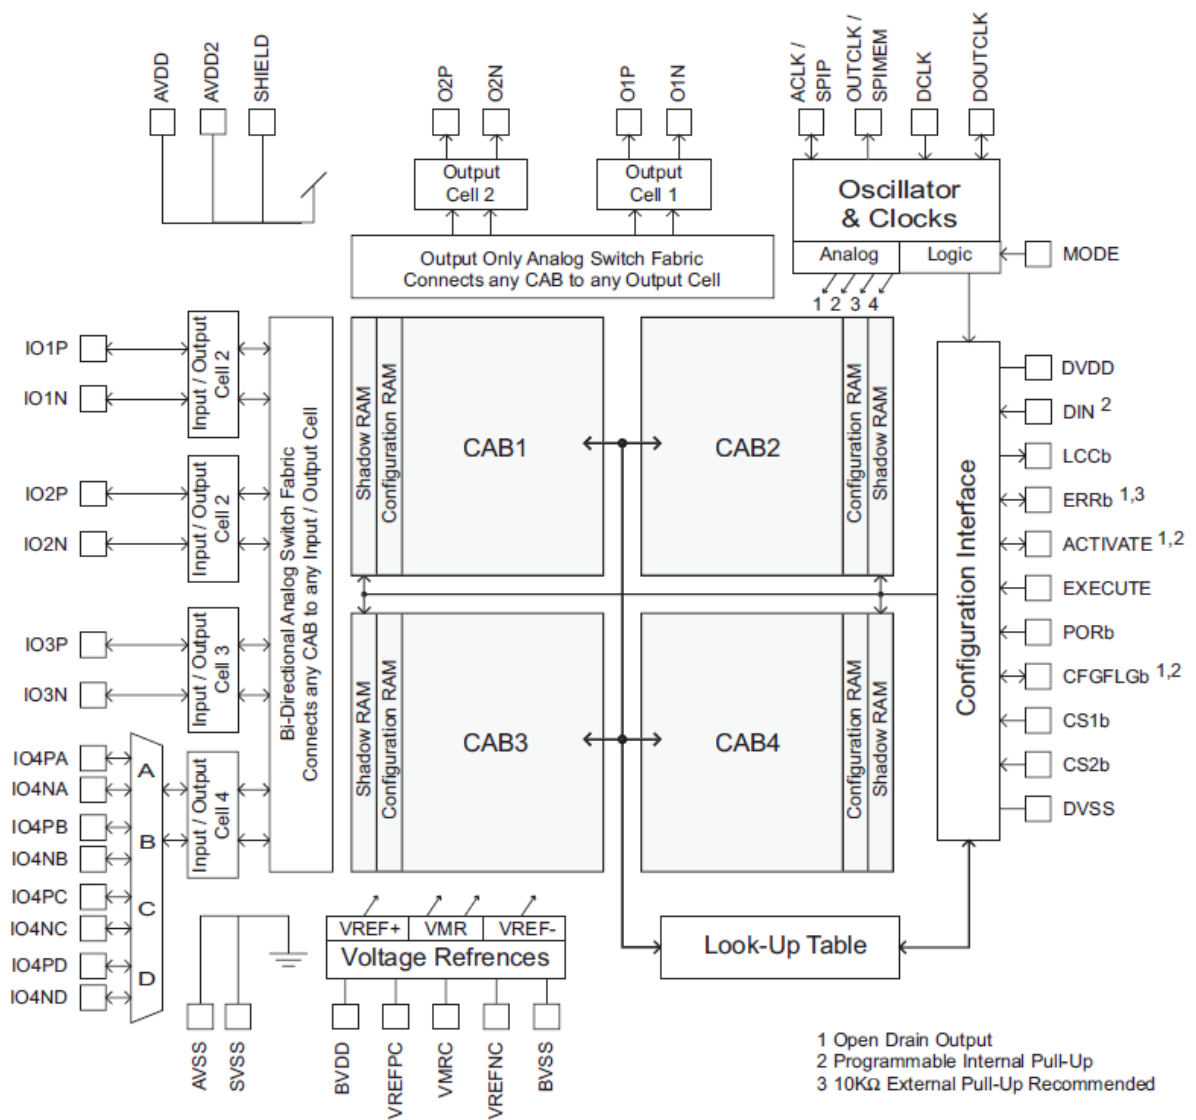 AVDD
AVDD2
SHIELD
O2P
O2N
O1P
O1N
ACLK /
SPIP
OUTCLK /
SPIMEM
DCLK
DOUTCLK
Output
Cell 2
Output
Cell 1
Oscillator
& Clocks
Analog
Logic
MODE
Output Only Analog Switch Fabric
Connects any CAB to any Output Cell
1 2 3 4
IO1P
IO1N
Input / Output
Cell 2
IO2P
IO2N
Input / Output
Cell 2
IO3P
IO3N
Input / Output
Cell 3
IO4PA
IO4NA
IO4PB
IO4NB
IO4PC
IO4NC
IO4PD
IO4ND
A
B
C
D
Input / Output
Cell 4
Bi-Directional Analog Switch Fabric
Connects any CAB to any Input / Output Cell
Shadow RAM
Configuration RAM
CAB1
CAB2
Configuration RAM
Shadow RAM
Shadow RAM
Configuration RAM
CAB3
CAB4
Configuration RAM
Shadow RAM
Configuration Interface
DVDD
DIN 2
LCCb
ERRb 1,3
ACTIVATE 1,2
EXECUTE
PORb
CFGFLGb 1,2
CS1b
CS2b
DVSS
VREF+
VMR
VREF-
Voltage Refrences
Look-Up Table
AVSS
SVSS
BVDD
VREFPC
VMRC
VREFNC
BVSS
1 Open Drain Output
2 Programmable Internal Pull-Up
3 10KΩ External Pull-Up Recommended